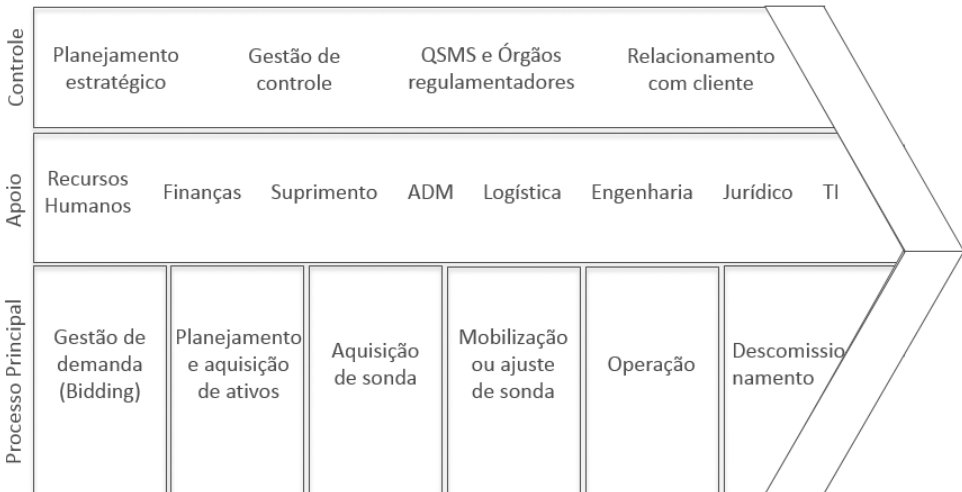 Controle
Planejamento
estratégico
Gestão de
controle
QSMS e Órgãos
regulamentadores
Relacionamento
com cliente
Apoio
Recursos
Humanos
Finanças
Suprimento
ADM
Logística
Engenharia
Jurídico
TI
Processo Principal
Gestão de
demanda
(Bidding)
Planejamento
e aquisição
de ativos
Aquisição
de sonda
Mobilização
ou ajuste
de sonda
Operação
Descomissio
namento